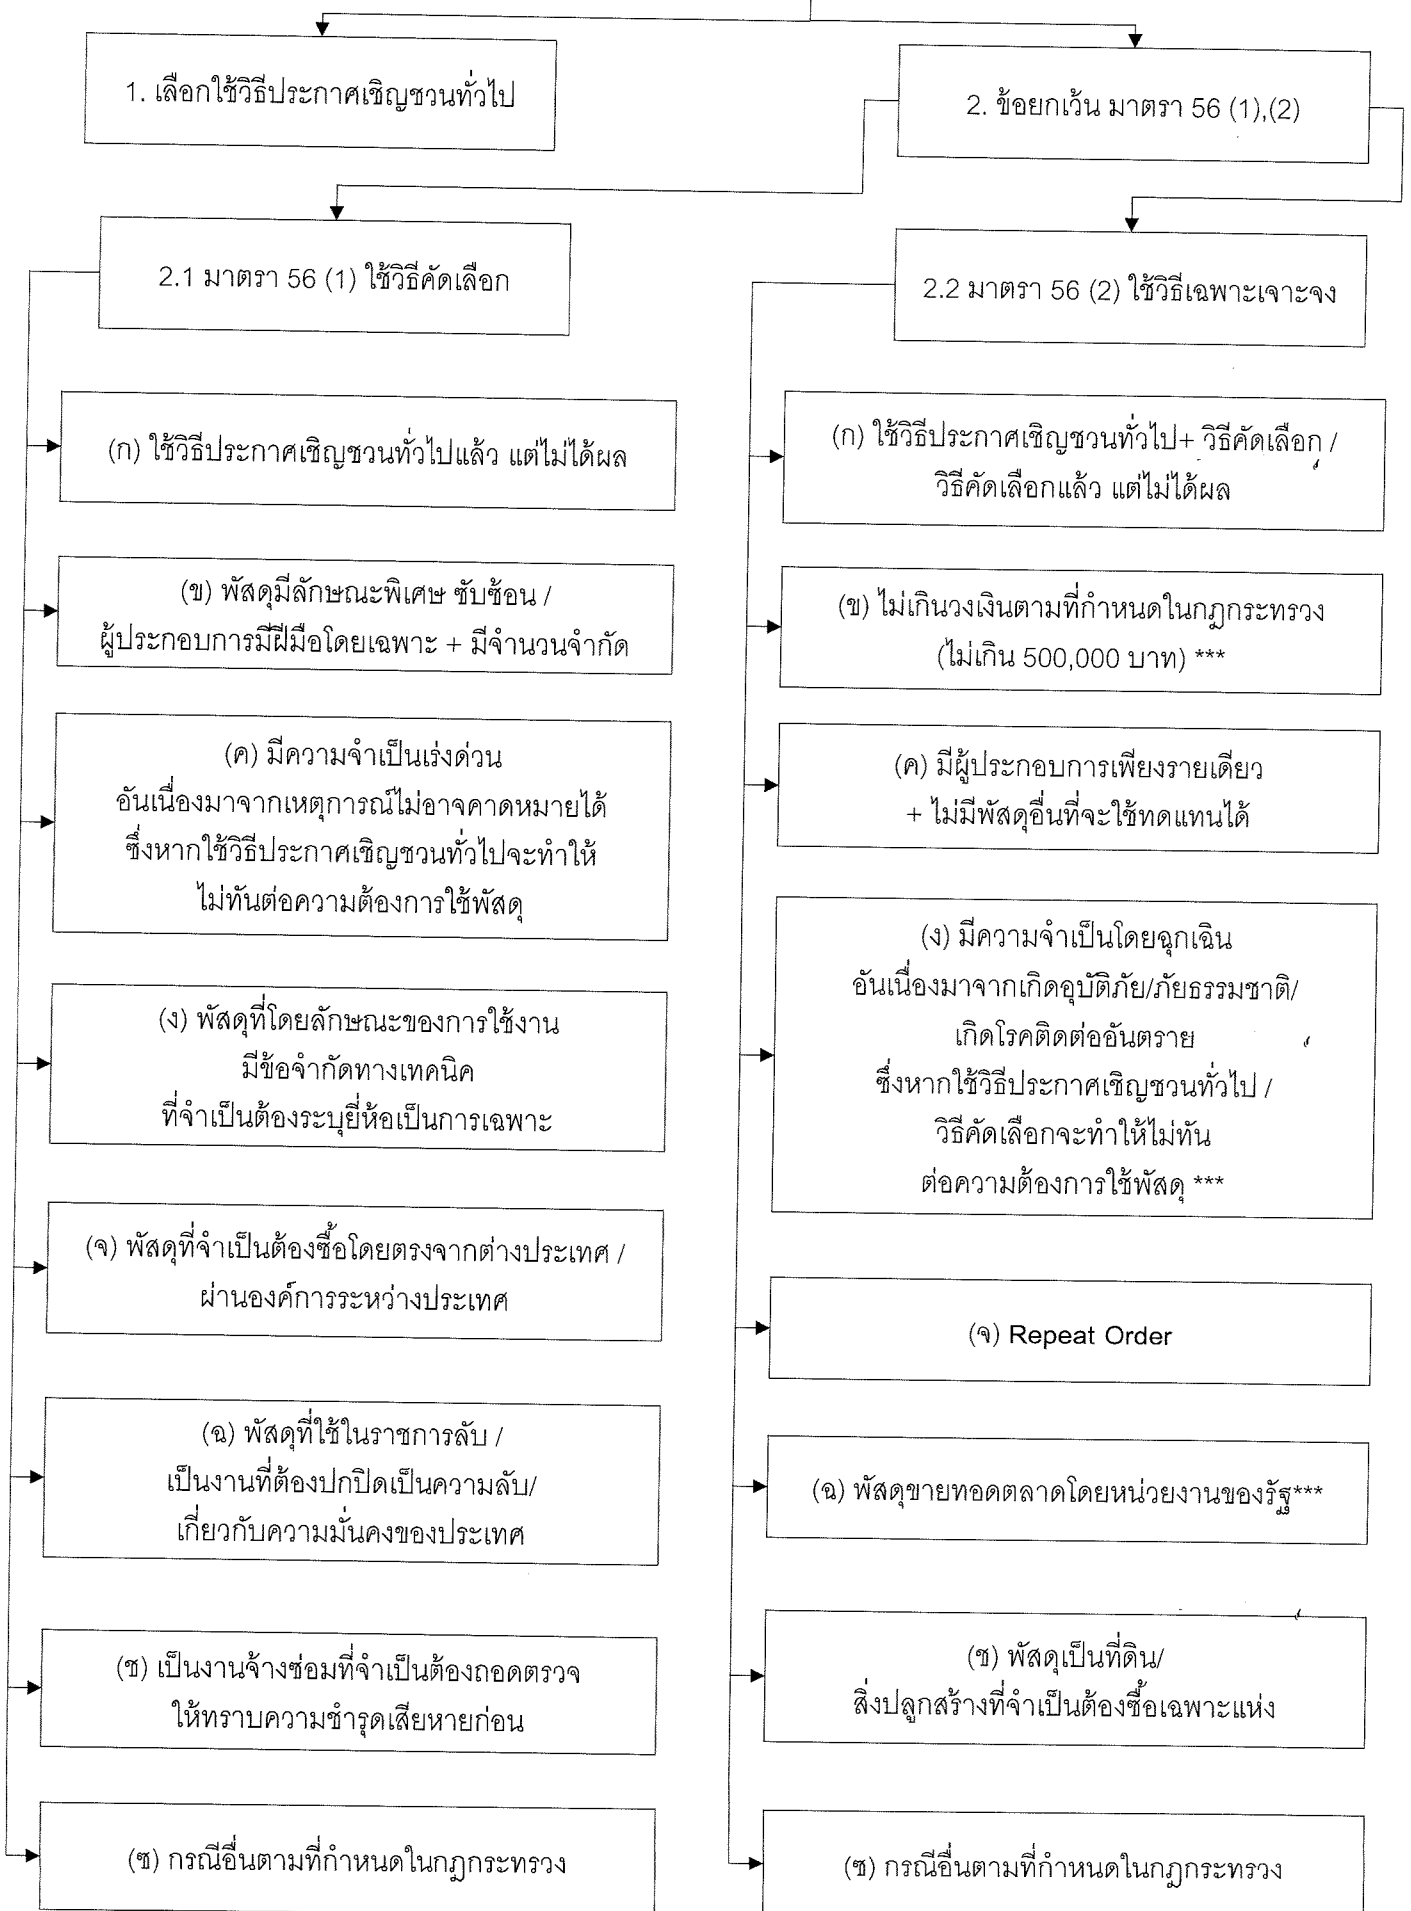 1. เลือกใช้วิธีประกาศเชิญชวนทั่วไป
2. ข้อยกเว้น มาตรา 56 (1),(2)
2.1 มาตรา 56 (1) ใช้วิธีคัดเลือก
(ก) ใช้วิธีประกาศเชิญชวนทั่วไปแล้ว แต่ไม่ได้ผล
(ข) พัสดุมีลักษณะพิเศษ ซับซ้อน /
ผู้ประกอบการมีฝีมือโดยเฉพาะ + มีจำนวนจำกัด
(ค) มีความจำเป็นเร่งด่วน
อันเนื่องมาจากเหตุการณ์ไม่อาจคาดหมายได้
ซึ่งหากใช้วิธีประกาศเชิญชวนทั่วไปจะทำให้
ไม่ทันต่อความต้องการใช้พัสดุ
(ง) พัสดุที่โดยลักษณะของการใช้งาน
มีข้อจำกัดทางเทคนิค
ที่จำเป็นต้องระบุยี่ห้อเป็นการเฉพาะ
(จ) พัสดุที่จำเป็นต้องซื้อโดยตรงจากต่างประเทศ /
ผ่านองค์การระหว่างประเทศ
(ฉ) พัสดุที่ใช้ในราชการลับ /
เป็นงานที่ต้องปกปิดเป็นความลับ/
เกี่ยวกับความมั่นคงของประเทศ
(ช) เป็นงานจ้างซ่อมที่จำเป็นต้องถอดตรวจ
ให้ทราบความชำรุดเสียหายก่อน
(ซ) กรณีอื่นตามที่กำหนดในกฎกระทรวง
2.2 มาตรา 56 (2) ใช้วิธีเฉพาะเจาะจง
(ก) ใช้วิธีประกาศเชิญชวนทั่วไป+ วิธีคัดเลือก /
วิธีคัดเลือกแล้ว แต่ไม่ได้ผล
(ข) ไม่เกินวงเงินตามที่กำหนดในกฎกระทรวง
(ไม่เกิน 500,000 บาท) ***
(ค) มีผู้ประกอบการเพียงรายเดียว
+ ไม่มีพัสดุอื่นที่จะใช้ทดแทนได้
(ง) มีความจำเป็นโดยฉุกเฉิน
อันเนื่องมาจากเกิดอุบัติภัย/ภัยธรรมชาติ/
เกิดโรคติดต่ออันตราย
ซึ่งหากใช้วิธีประกาศเชิญชวนทั่วไป /
วิธีคัดเลือกจะทำให้ไม่ทัน
ต่อความต้องการใช้พัสดุ ***
(จ) Repeat Order
(ฉ) พัสดุขายทอดตลาดโดยหน่วยงานของรัฐ***
(ช) พัสดุเป็นที่ดิน/
สิ่งปลูกสร้างที่จำเป็นต้องซื้อเฉพาะแห่ง
(ซ) กรณีอื่นตามที่กำหนดในกฎกระทรวง